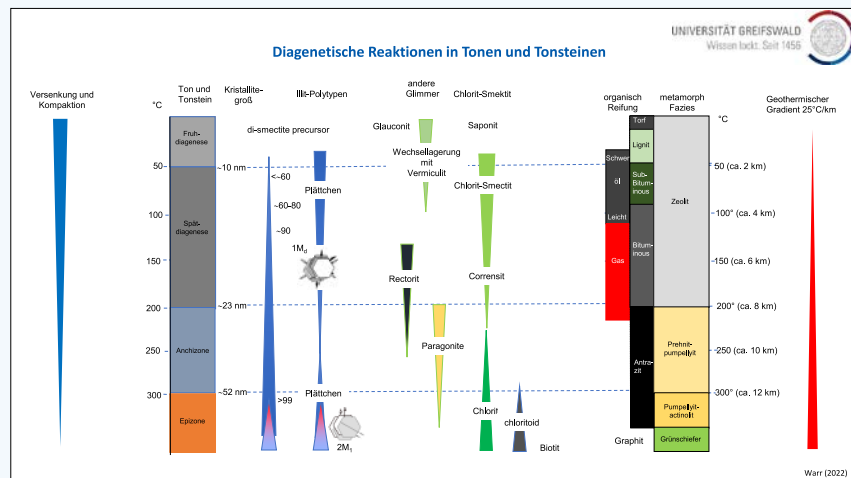 UNIVERSITÄT GREIFSWALD
Wissen lockt. Seit 1456
Diagenetische Reaktionen in Tonen und Tonsteinen
Versenkung und
Kompaktion
°C
Ton und
Tonstein
Kristallite-
groß
Illit-Polytypen
andere
Glimmer
Chlorit-Smektit
organisch
Reifung
metamorph
Fazies
°C
Geothermischer
Gradient 25°C/km
Fruh-
diagenese
di-smectite precursor
Glauconit
Saponit
Torf
Lignit
Wechsellagerung
mit
Vermiculit
50
~10 nm
Schwer
50 (ca. 2 km)
<~60
Plättchen
Chlorit-Smectit
öl
Sub-
Bitum-
inous
~60-80
100
Leicht
Zeolit
100° (ca. 4 km)
Spät-
diagenese
~90
1Md
Bitum-
inous
150
Rectorit
Corrensit
Gas
150 (ca. 6 km)
200
~23 nm
200° (ca. 8 km)
Anchizone
Paragonite
Antra-
zit
Prehnit-
pumpellyit
250
250° (ca. 10 km)
300
~52 nm
300° (ca. 12 km)
>99
Plättchen
Chlorit
chloritoid
Pumpellyit-
actinolit
Epizone
2M1
Biotit
Graphit
Grünschiefer
Warr (2022)